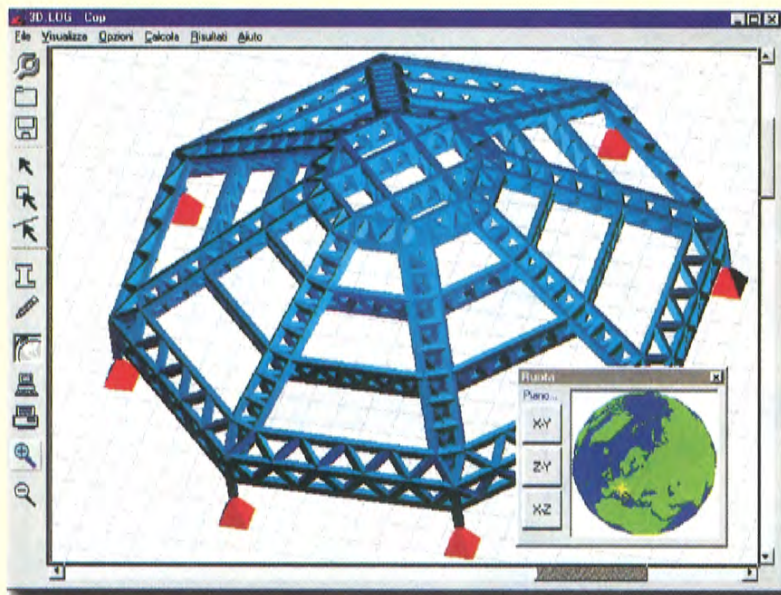 3D.LOG - Cop
File Visualizza Opzioni Calcola Risultati Aiuto
Ruota
Piano...
X-Y
Z-Y
X-Z